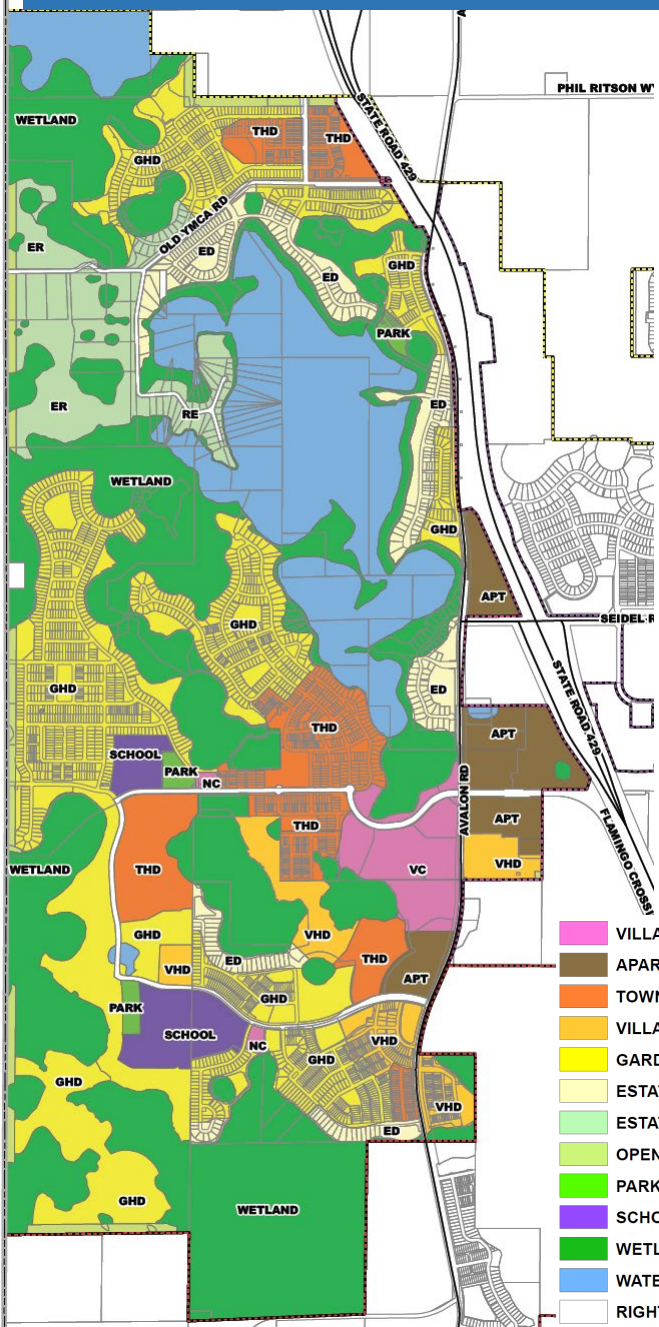 A
PHIL RITSON WY
WETLAND
STATE ROAD 429
THD
THD
GHD
OLD YMCA RD
ER
ED
ED
GHD
PARK
ER
RE
ED
WETLAND
GHD
APT
SEIDEL R
GHD
GHD
ED
STATE ROAD 429
THD
APT
SCHOOL
PARK
NC
AVALON RD
THD
APT
FLAMINGO CROSSI
WETLAND
THD
VC
VHD
GHD
VHD
ED
THD
VHD
APT
GHD
PARK
SCHOOL
NC
GHD
VHD
GHD
VHD
ED
GHD
WETLAND
VILLA
APAR
TOWN
VILLA
GARD
ESTA
ESTA
OPEN
PARK
SCHO
WETL
WATE
RIGHT